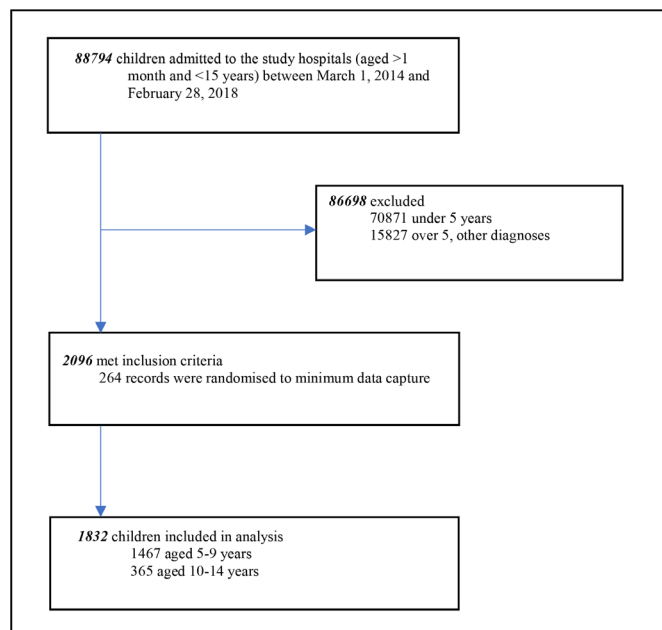 88794 children admitted to the study hospitals (aged >1
month and <15 years) between March 1, 2014 and
February 28, 2018
86698 excluded
70871 under 5 years
15827 over 5, other diagnoses
2096 met inclusion criteria
264 records were randomised to minimum data capture
1832 children included in analysis
1467 aged 5-9 years
365 aged 10-14 years